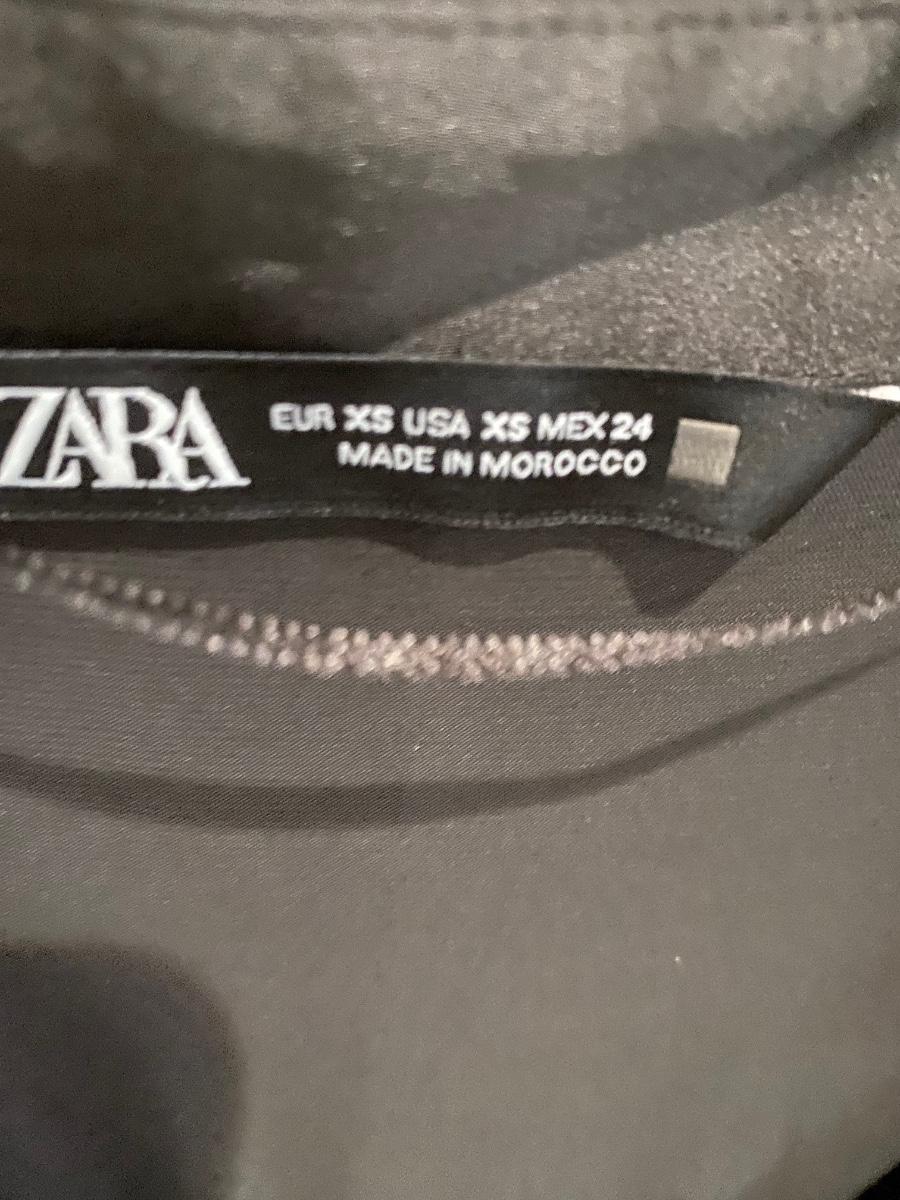 ZARA
EUR XS USA XS MEX 24
MADE IN MOROCCO